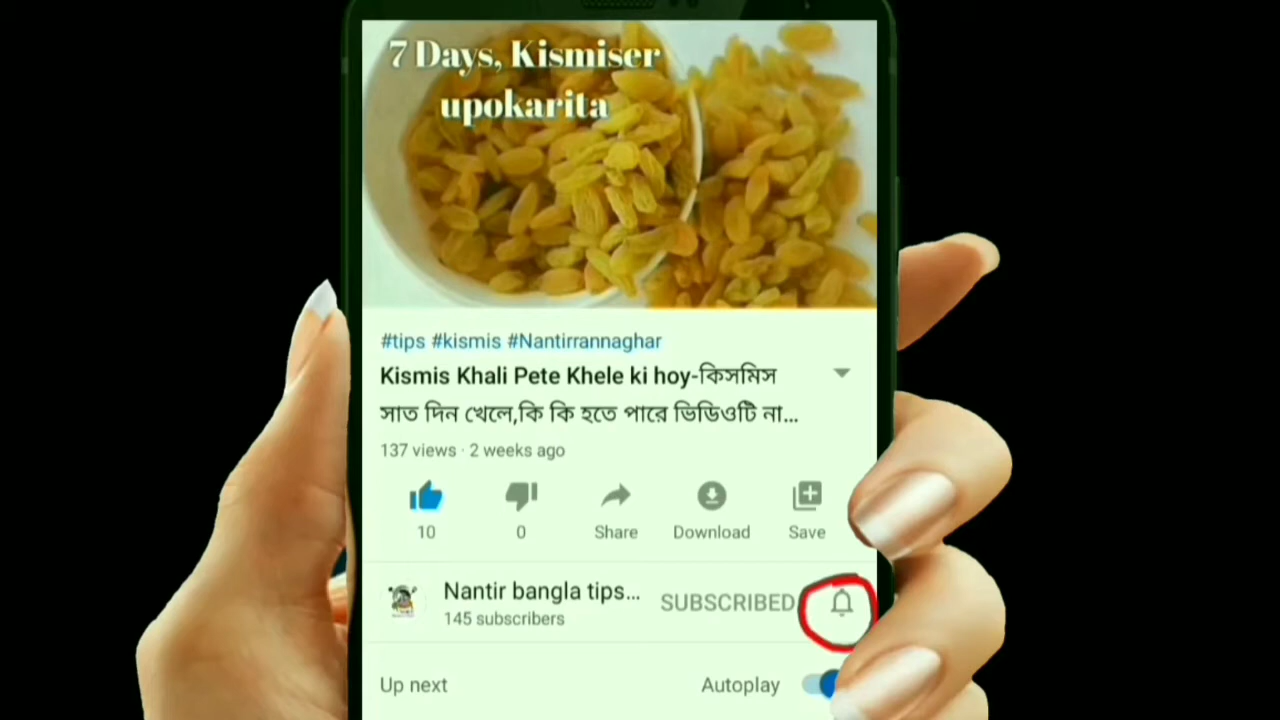 7 Days, Kismiser
upokarita
#tips #kismis #Nantirrannaghar
Kismis Khali Pete Khele ki hoy-কিসমিস
সাত দিন খেলে,কি কি হতে পারে ভিডিওটি না...
137 views · 2 weeks ago
10
0
Share
Download
Save
Nantir bangla tips...
SUBSCRIBED
145 subscribers
Up next
Autoplay